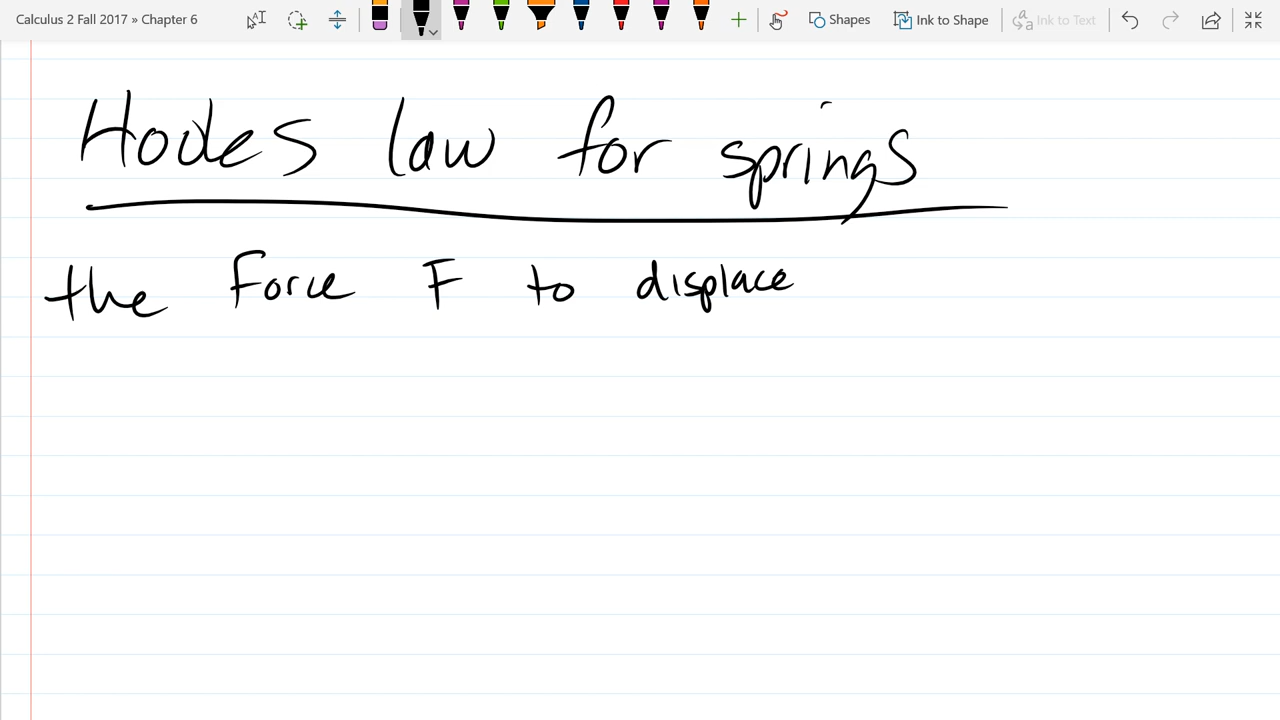 Calculus 2 Fall 2017 » Chapter 6
Shapes
Ink to Shape
Ink to Text
Hookes law for springs
the Force F to displace